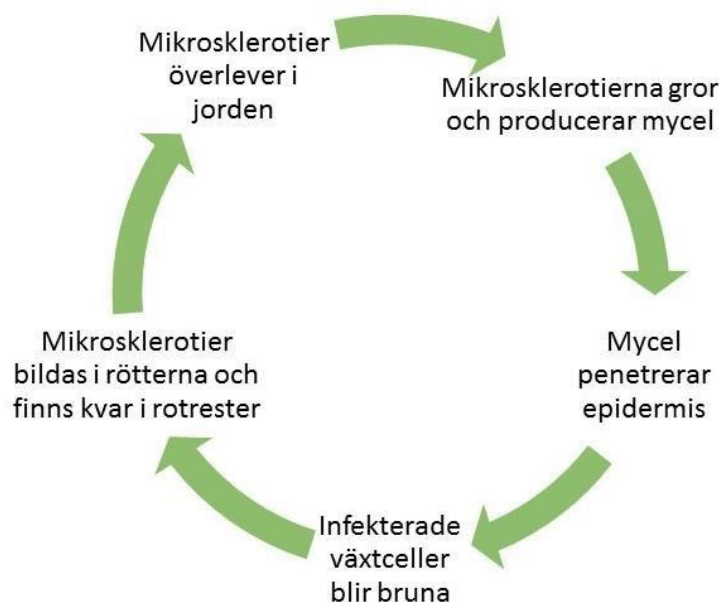 Mikrosklerotier
överlever i
jorden
Mikrosklerotierna gror
och producerar mycel
Mycel
penetrerar
epidermis
Infekterade
växtceller
blir bruna
Mikrosklerotier
bildas i rötterna och
finns kvar i rotrester